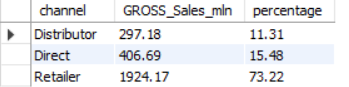 channel GROSS_Sales_mln percentage
Distributor 297.18 11.31
Direct 406.69 15.48
Retailer 1924.17 73.22